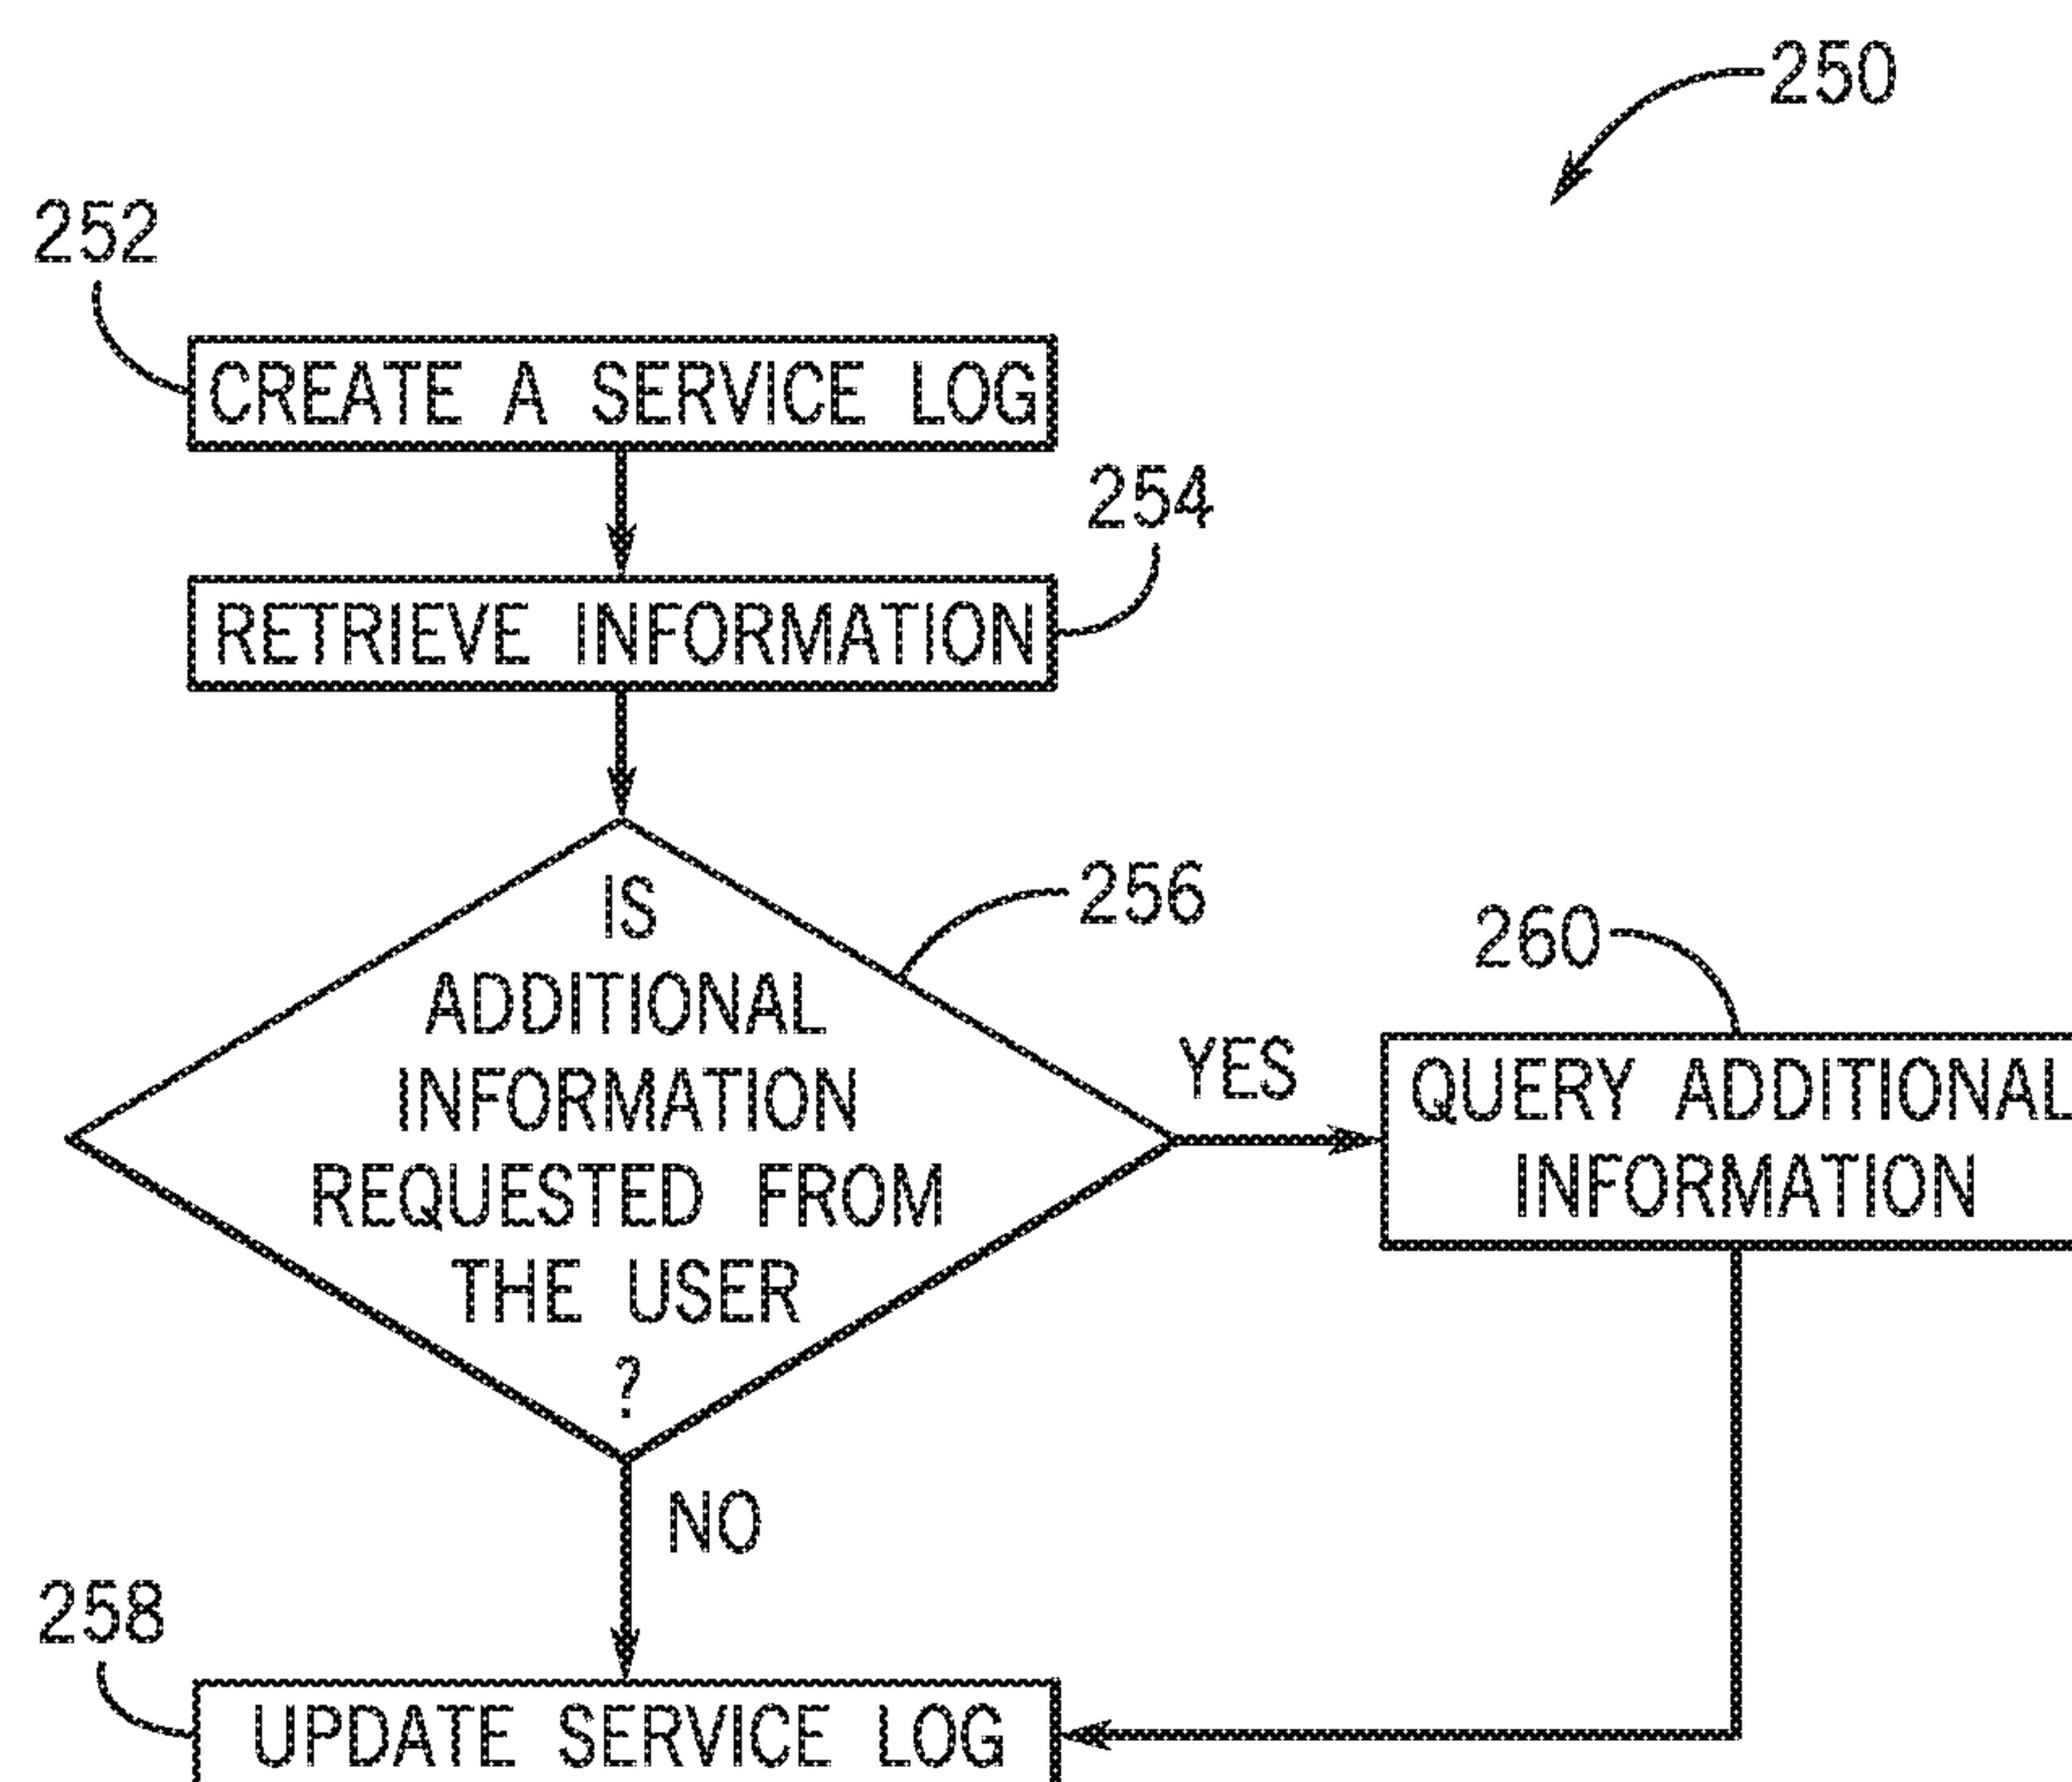 250
252
CREATE A SERVICE LOG
254
RETRIEVE INFORMATION
256
IS
ADDITIONAL
INFORMATION
REQUESTED FROM
THE USER
?
YES
260
QUERY ADDITIONAL
INFORMATION
NO
258
UPDATE SERVICE LOG